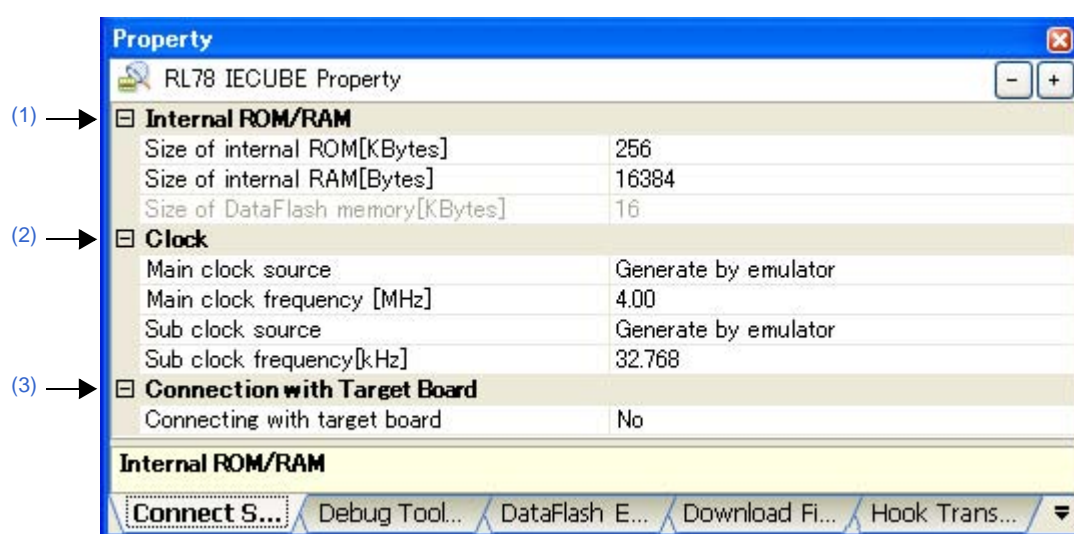 Property
RL78 IECUBE Property
- +
(1) Internal ROM/RAM
Size of internal ROM[KBytes] 256
Size of internal RAM[Bytes] 16384
Size of DataFlash memory[KBytes] 16
(2) Clock
Main clock source Generate by emulator
Main clock frequency [MHz] 4.00
Sub clock source Generate by emulator
Sub clock frequency[kHz] 32.768
(3) Connection with Target Board
Connecting with target board No
Internal ROM/RAM
Connect S... Debug Tool... DataFlash E... Download Fi... Hook Trans...